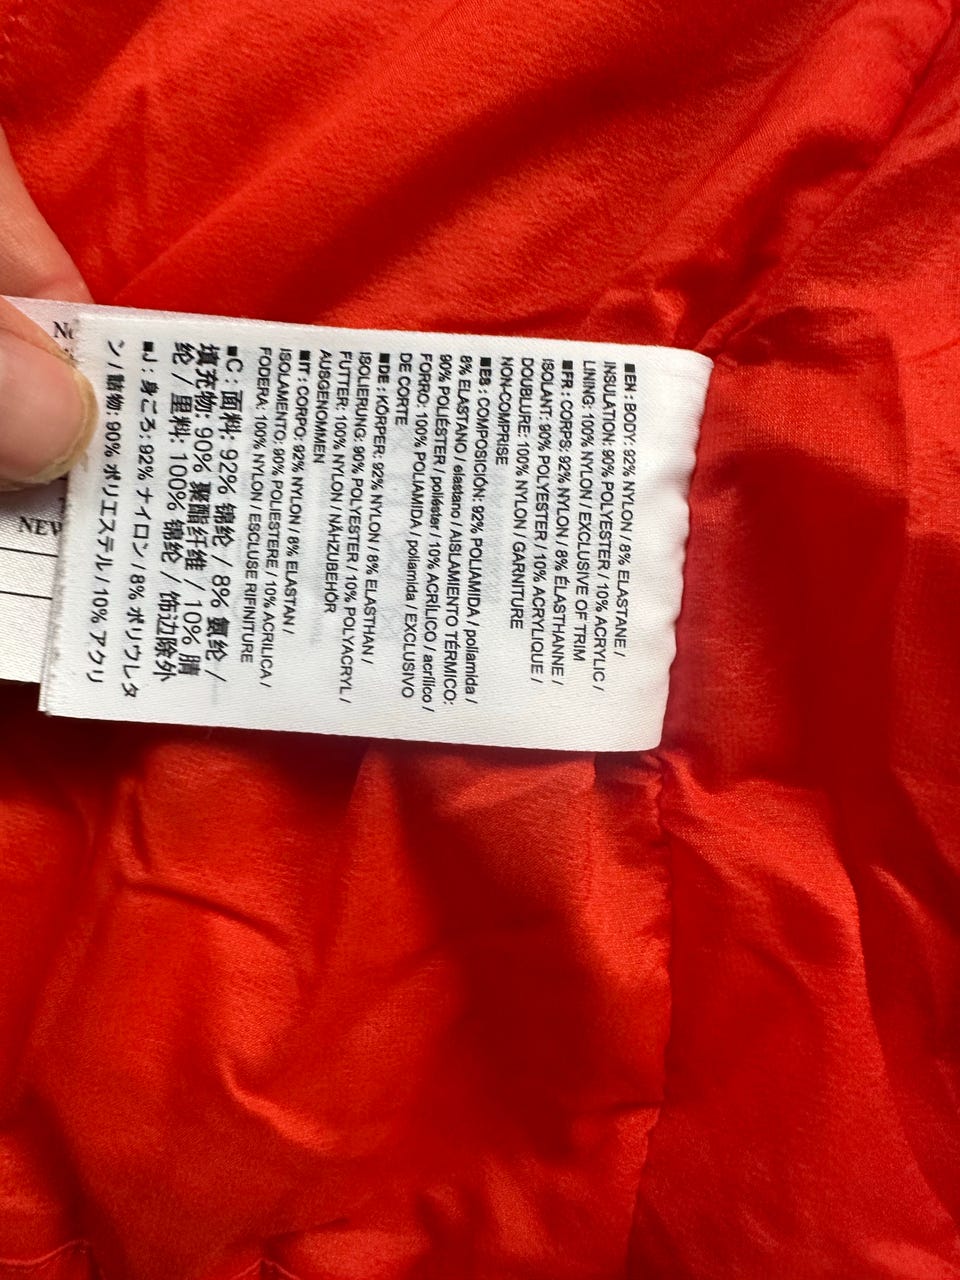 ■EN : BODY: 92% NYLON / 8% ELASTANE /
INSULATION: 90% POLYESTER / 10% ACRYLIC /
LINING: 100% NYLON / EXCLUSIVE OF TRIM
■FR : CORPS: 92% NYLON / 8% ÉLASTHANNE /
ISOLANT: 90% POLYESTER / 10% ACRYLIQUE /
DOUBLURE: 100% NYLON / GARNITURE
NON-COMPRISE
■ES : COMPOSICIÓN: 92% POLIAMIDA / poliamida /
8% ELASTANO / elastano / AISLAMIENTO TÉRMICO:
90% POLIÉSTER / poliéster / 10% ACRÍLICO / acrílico /
FORRO: 100% POLIAMIDA / poliamida / EXCLUSIVO
DE CORTE
■DE : KÖRPER: 92% NYLON / 8% ELASTHAN /
ISOLIERUNG: 90% POLYESTER / 10% POLYACRYL /
FUTTER: 100% NYLON / NÄHZUBEHÖR
AUSGENOMMEN
■IT : CORPO: 92% NYLON / 8% ELASTAN /
ISOLAMENTO: 90% POLIESTERE / 10% ACRILICA /
FODERA: 100% NYLON / ESCLUSE RIFINITURE
■C : 面料: 92% 锦纶 / 8% 氨纶 /
填充物: 90% 聚酯纤维 / 10% 腈
纶 / 里料: 100% 锦纶 / 饰边除外
■J : 身ごろ: 92% ナイロン / 8% ポリウレタ
ン / 詰物: 90% ポリエステル / 10% アクリ
NEW